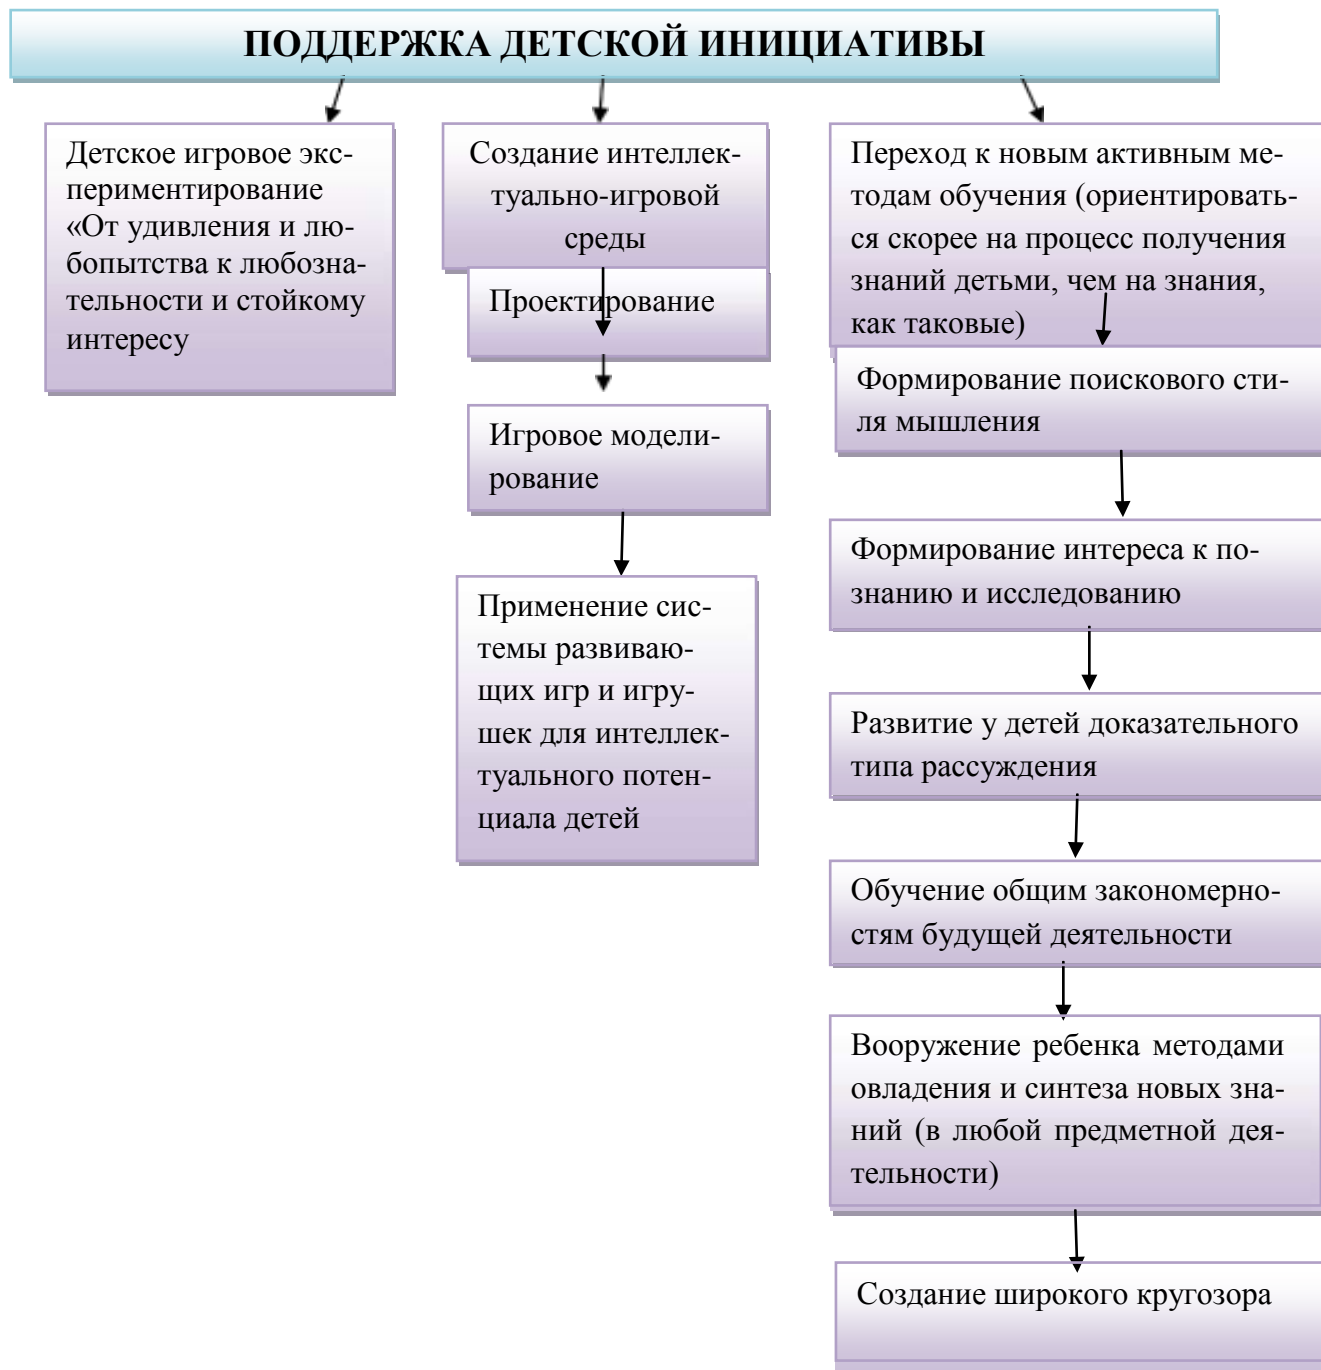 ПОДДЕРЖКА ДЕТСКОЙ ИНИЦИАТИВЫ
Детское игровое экс-
периментирование
«От удивления и лю-
бопытства к любозна-
тельности и стойкому
интересу
Создание интеллек-
туально-игровой
среды
Проектирование
Игровое модели-
рование
Применение сис-
темы развиваю-
щих игр и игру-
шек для интеллек-
туального потен-
циала детей
Переход к новым активным ме-
тодам обучения (ориентировать-
ся скорее на процесс получения
знаний детьми, чем на знания,
как таковые)
Формирование поискового сти-
ля мышления
Формирование интереса к по-
знанию и исследованию
Развитие у детей доказательного
типа рассуждения
Обучение общим закономерно-
стям будущей деятельности
Вооружение ребенка методами
овладения и синтеза новых зна-
ний (в любой предметной дея-
тельности)
Создание широкого кругозора